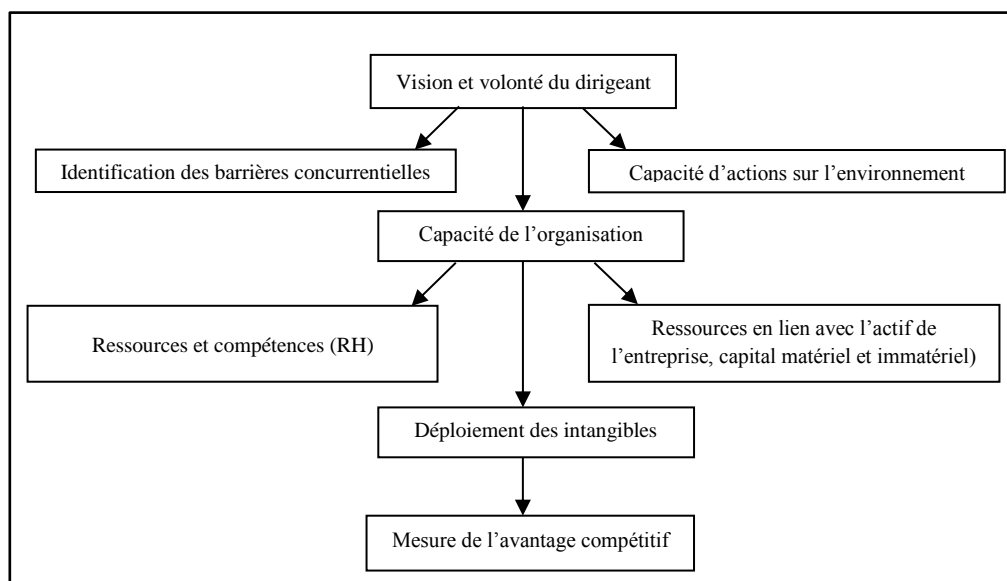 Vision et volonté du dirigeant
Identification des barrières concurrentielles
Capacité d’actions sur l’environnement
Capacité de l’organisation
Ressources et compétences (RH)
Ressources en lien avec l’actif de
l’entreprise, capital matériel et immatériel)
Déploiement des intangibles
Mesure de l’avantage compétitif